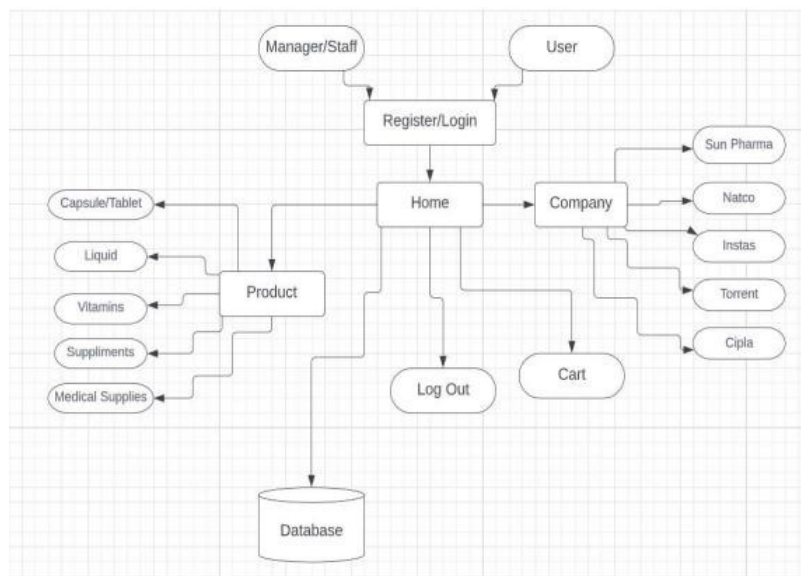 Manager/Staff
User
Register/Login
Sun Pharma
Capsule/Tablet
Home
Company
Natco
Liquid
Instas
Product
Vitamins
Torrent
Suppliments
Cipla
Medical Supplies
Log Out
Cart
Database